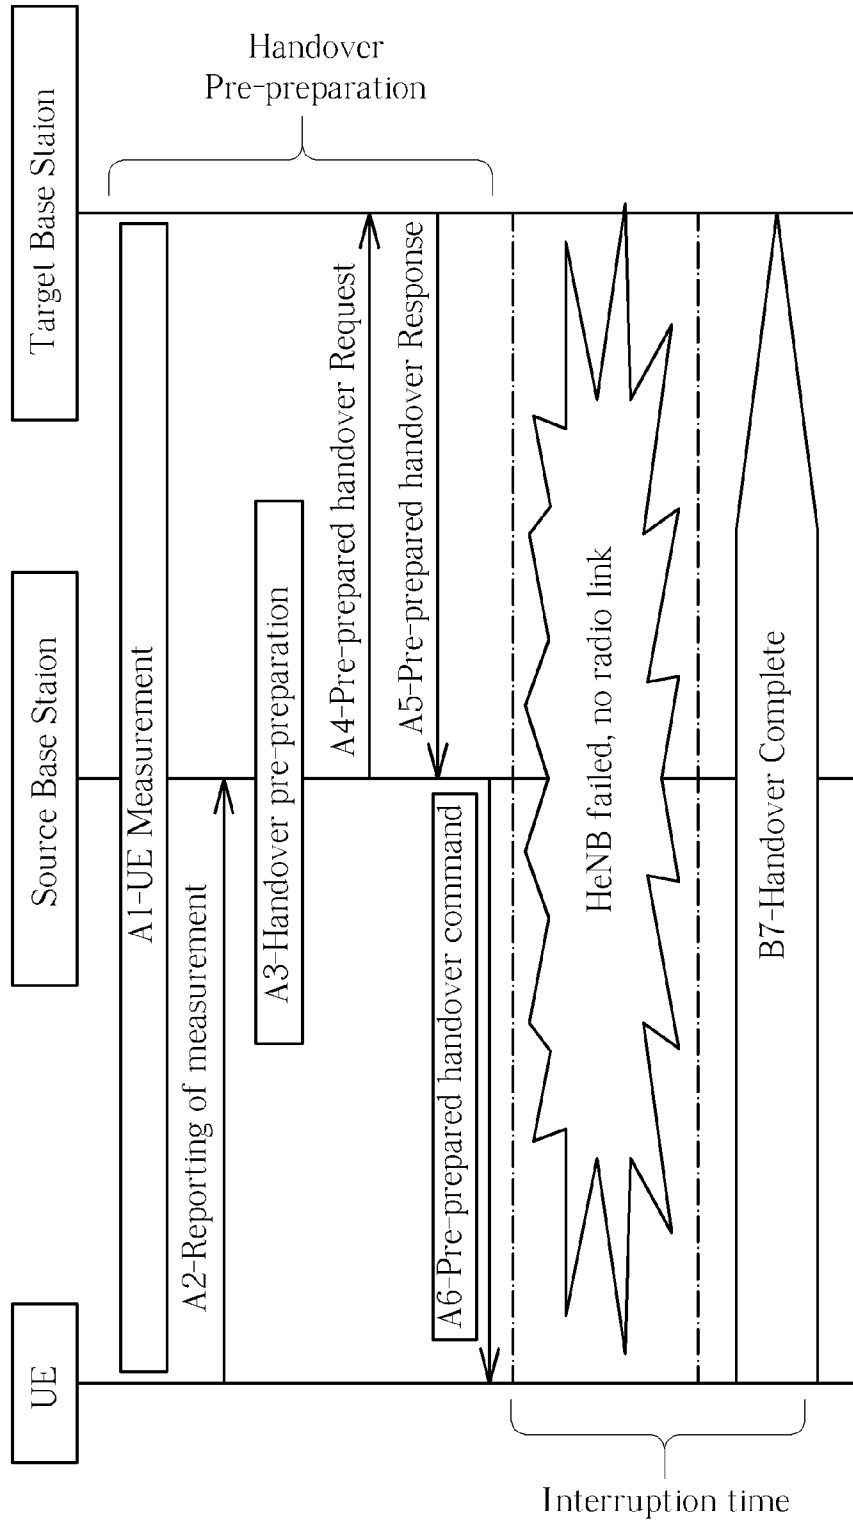 Handover
Pre-preparation
Target Base Staion
Source Base Staion
UE
A1-UE Measurement
A2-Reporting of measurement
A3-Handover pre-preparation
A4-Pre-prepared handover Request
A5-Pre-prepared handover Response
A6-Pre-prepared handover command
HeNB failed, no radio link
B7-Handover Complete
Interruption time